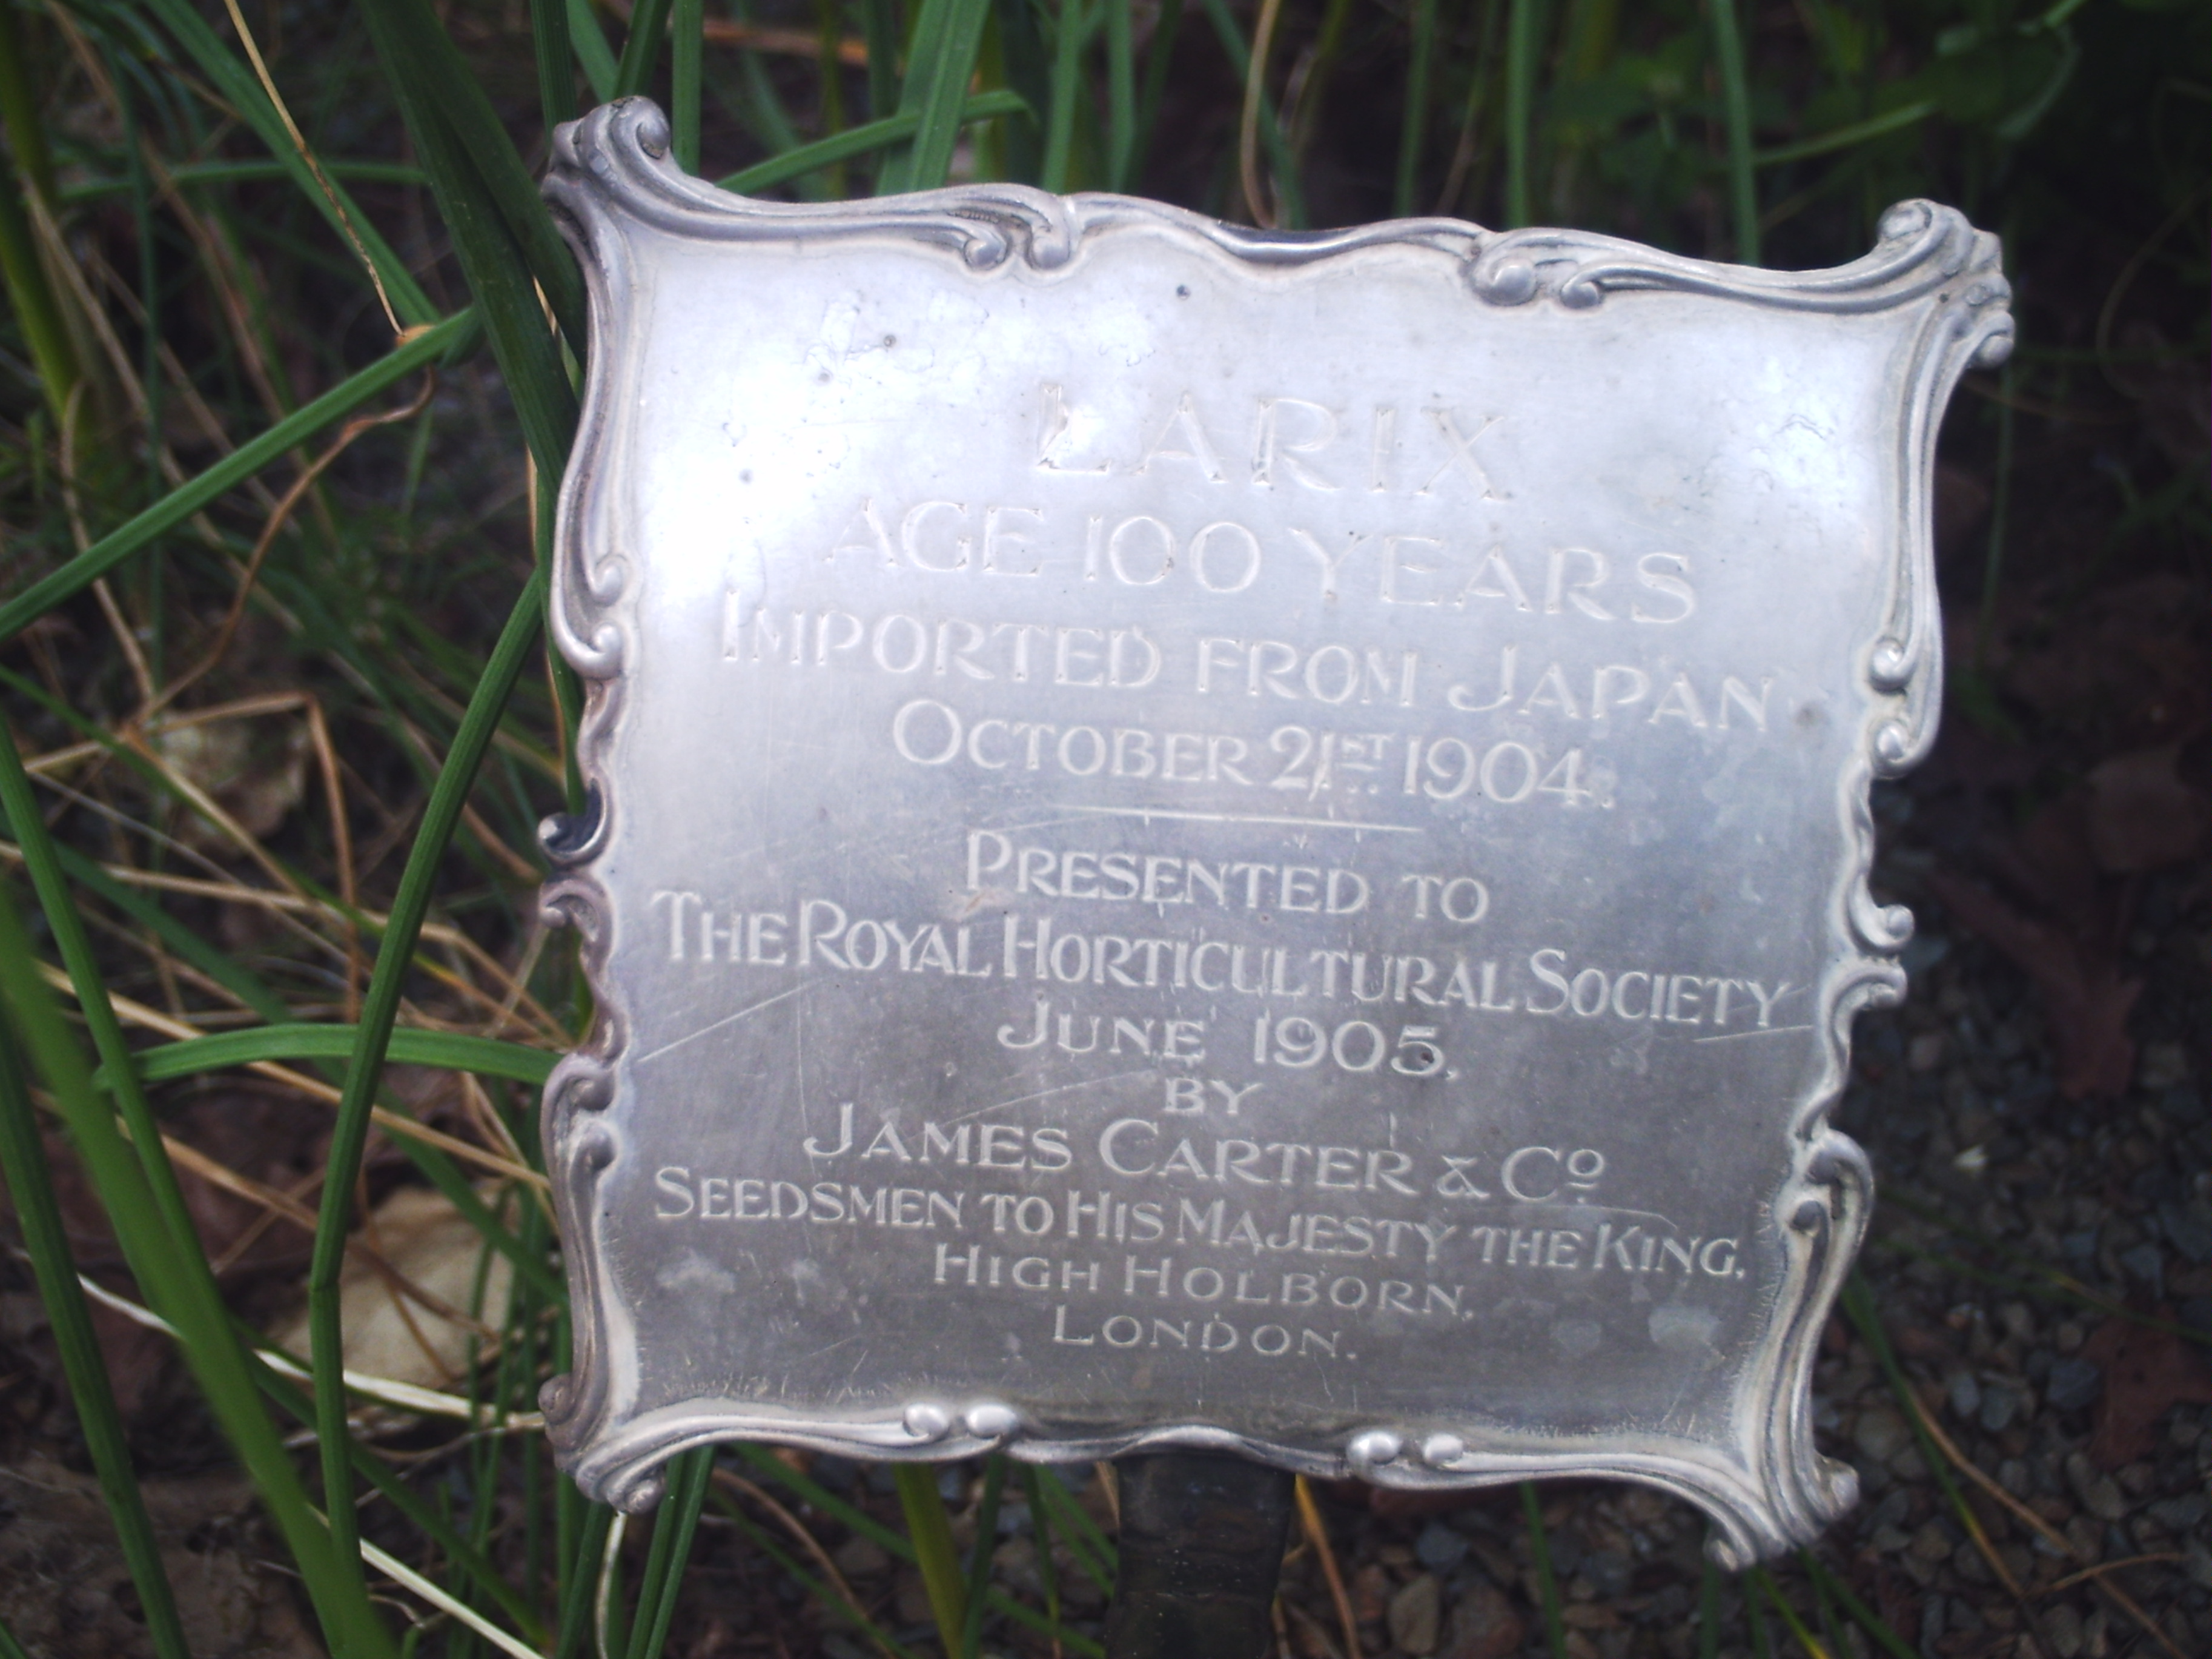 LARIX
AGE 100 YEARS
IMPORTED FROM JAPAN
OCTOBER 21ST 1904.
PRESENTED TO
THE ROYAL HORTICULTURAL SOCIETY
JUNE 1905.
BY
JAMES CARTER & Co
SEEDSMEN TO HIS MAJESTY THE KING,
HIGH HOLBORN,
LONDON.